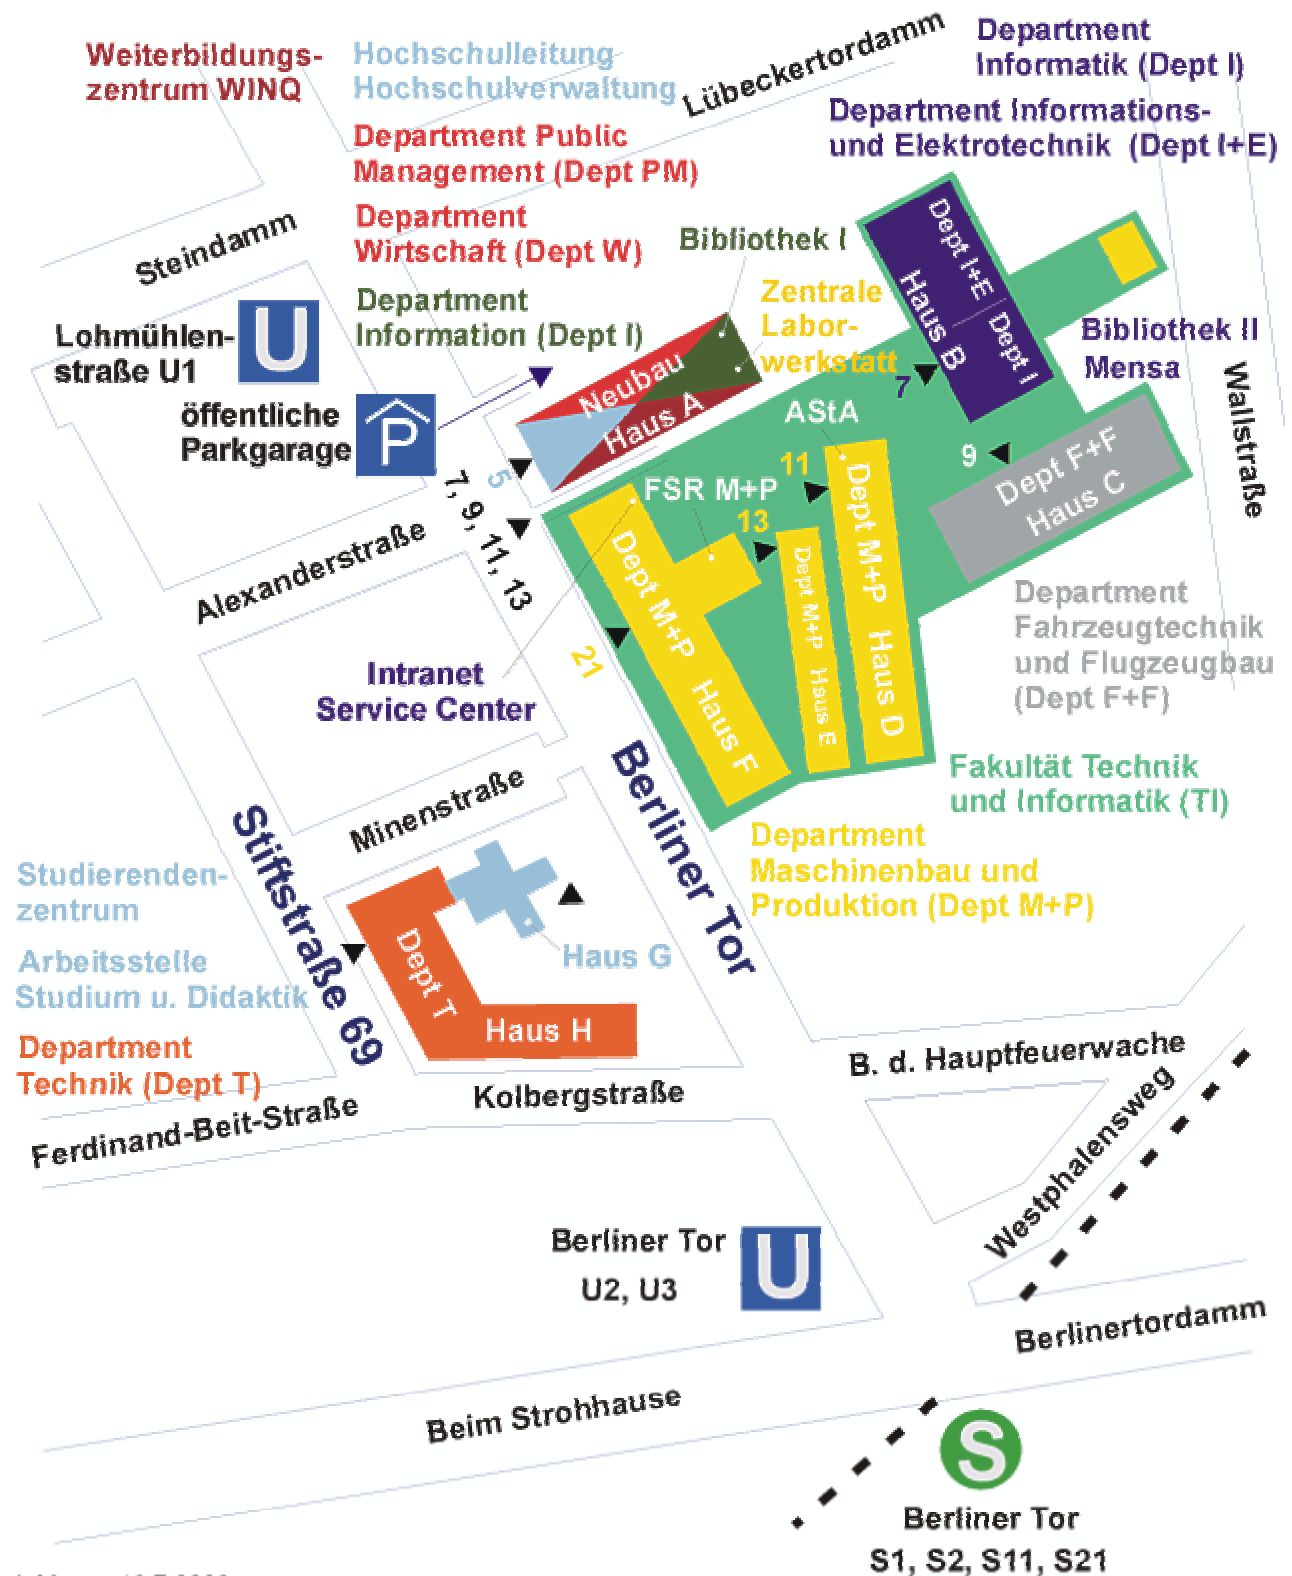 Weiterbildungs-
zentrum WINQ
Hochschulleitung
Hochschulverwaltung
Department Public
Management (Dept PM)
Department
Wirtschaft (Dept W)
Department
Information (Dept I)
Lübeckertordamm
Department
Informatik (Dept I)
Department Informations-
und Elektrotechnik (Dept I+E)
Steindamm
Bibliothek I
Zentrale
Labor-
werkstatt
Lohmühlen-
straße U1
U
öffentliche
Parkgarage
P
Neubau
Haus A
Dept I+E
Dept I
Haus B
7
Bibliothek II
Mensa
Wallstraße
AStA
9
Dept F+F
Haus C
5
7, 9, 11, 13
FSR M+P
11
13
Dept M+P Haus D
Dept M+P Haus E
Dept M+P Haus F
21
Alexanderstraße
Intranet
Service Center
Department
Fahrzeugtechnik
und Flugzeugbau
(Dept F+F)
Fakultät Technik
und Informatik (TI)
Department
Maschinenbau und
Produktion (Dept M+P)
Minenstraße
Berliner Tor
Stiftstraße 69
Studierenden-
zentrum
Arbeitsstelle
Studium u. Didaktik
Department
Technik (Dept T)
Dept T
Haus G
Haus H
Kolbergstraße
Ferdinand-Beit-Straße
B. d. Hauptfeuerwache
Westphalensweg
Berliner Tor
U2, U3
U
Berlinertordamm
Beim Strohhause
S
Berliner Tor
S1, S2, S11, S21